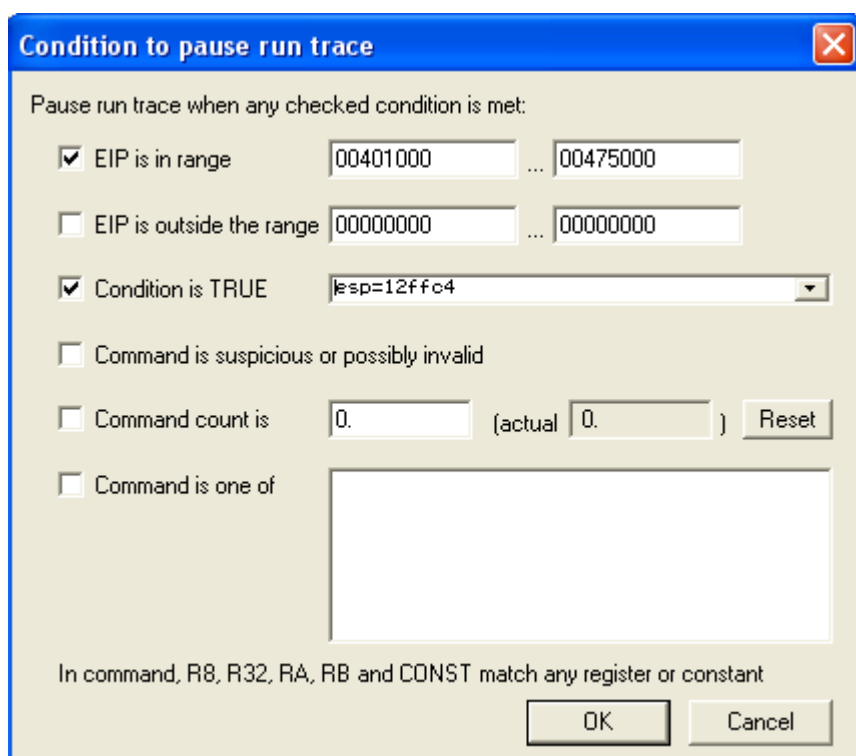 Condition to pause run trace
Pause run trace when any checked condition is met:
EIP is in range 00401000 ... 00475000
EIP is outside the range 00000000 ... 00000000
Condition is TRUE esp=12ffc4
Command is suspicious or possibly invalid
Command count is 0. (actual 0. ) Reset
Command is one of
In command, R8, R32, RA, RB and CONST match any register or constant
OK Cancel